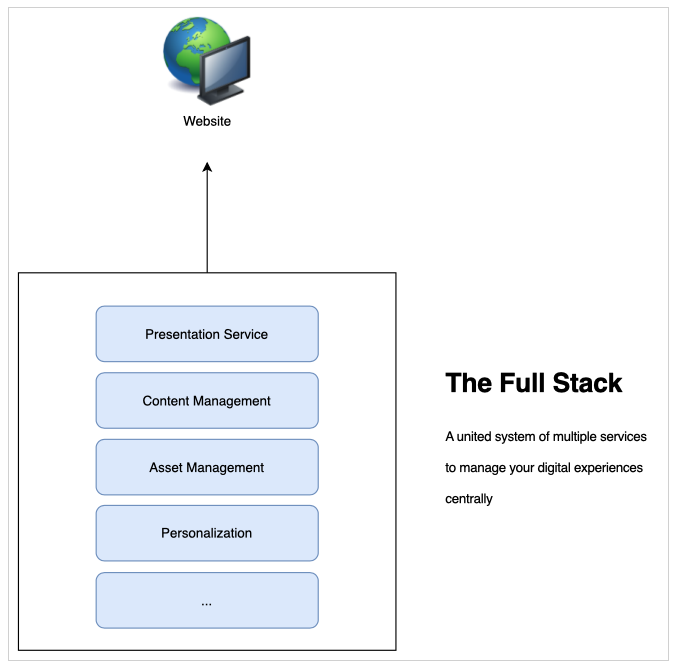 Website
Presentation Service
Content Management
Asset Management
Personalization
...
The Full Stack
A united system of multiple services
to manage your digital experiences
centrally